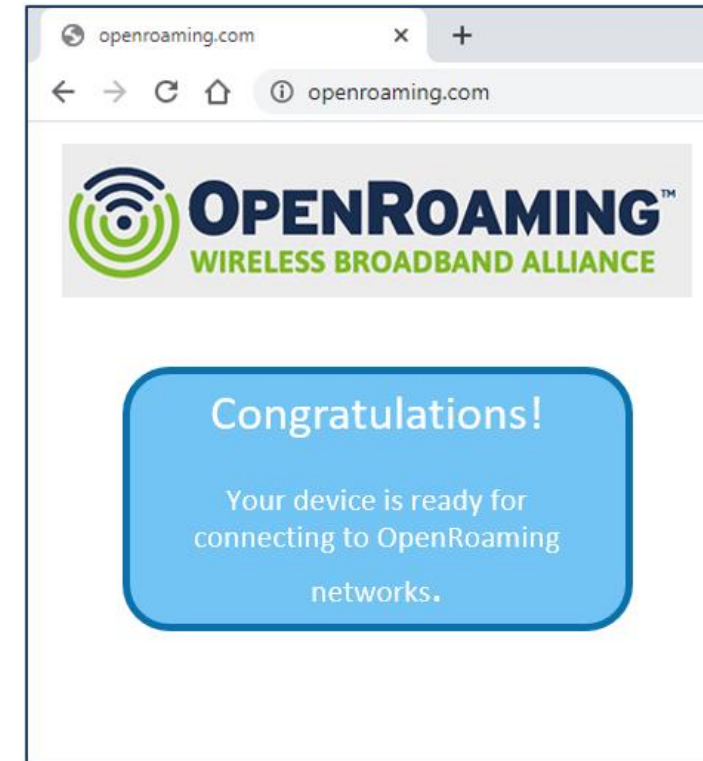 openroaming.com
openroaming.com
OPENROAMING™
WIRELESS BROADBAND ALLIANCE
Congratulations!
Your device is ready for
connecting to OpenRoaming
networks.